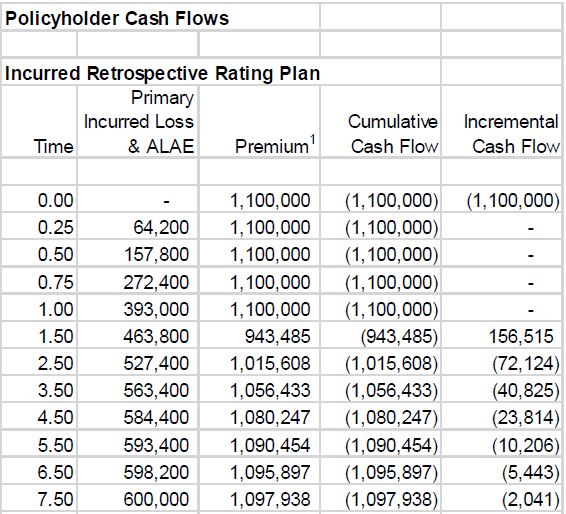 Policyholder Cash Flows
Incurred Retrospective Rating Plan
Primary
Incurred Loss Cumulative Incremental
Time & ALAE Premium¹ Cash Flow Cash Flow
0.00 - 1,100,000 (1,100,000) (1,100,000)
0.25 64,200 1,100,000 (1,100,000) -
0.50 157,800 1,100,000 (1,100,000) -
0.75 272,400 1,100,000 (1,100,000) -
1.00 393,000 1,100,000 (1,100,000) -
1.50 463,800 943,485 (943,485) 156,515
2.50 527,400 1,015,608 (1,015,608) (72,124)
3.50 563,400 1,056,433 (1,056,433) (40,825)
4.50 584,400 1,080,247 (1,080,247) (23,814)
5.50 593,400 1,090,454 (1,090,454) (10,206)
6.50 598,200 1,095,897 (1,095,897) (5,443)
7.50 600,000 1,097,938 (1,097,938) (2,041)